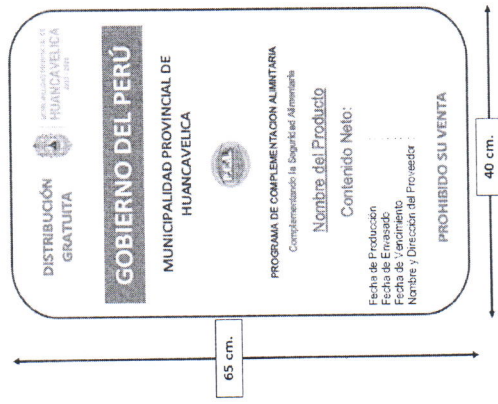 DISTRIBUCIÓN
GRATUITA
HUANCAVELICA
GOBIERNO DEL PERÚ
MUNICIPALIDAD PROVINCIAL DE
HUANCAVELICA
PROGRAMA DE COMPLEMENTACION ALIMNTARIA
Complementando la Seguridad Alimentaria
Nombre del Producto
Contenido Neto:
Fecha de Producción
Fecha de Envasado
Fecha de Vencimiento
Nombre y Dirección del Proveedor :
PROHIBIDO SU VENTA
65 cm.
40 cm.